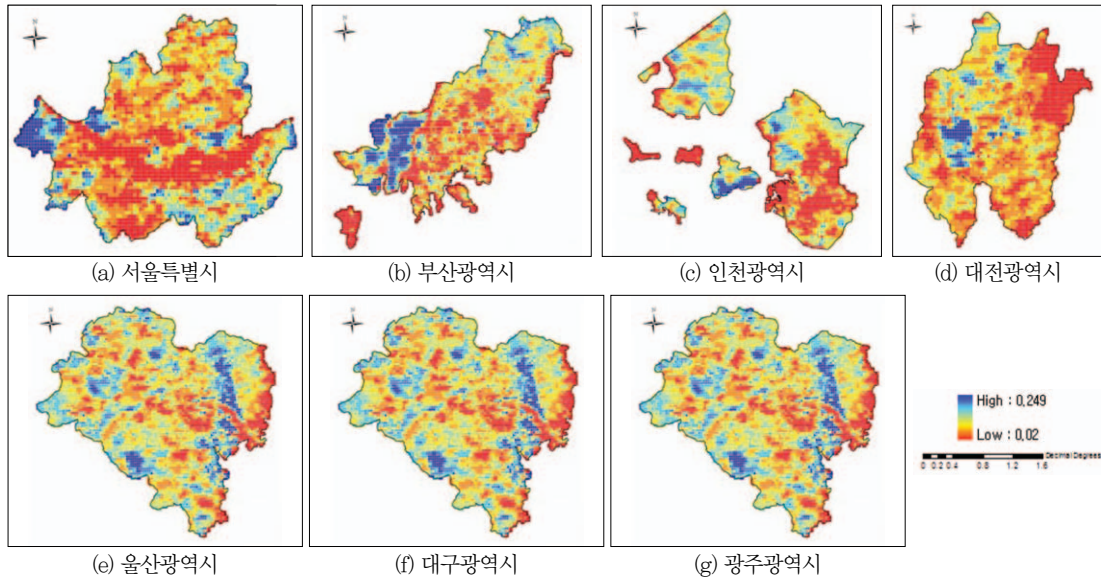 (a) 서울특별시
(b) 부산광역시
(c) 인천광역시
(d) 대전광역시
High : 0.249
Low : 0.02
Decimal Degrees
0 0.2 0.4 0.8 1.2 1.6
(e) 울산광역시
(f) 대구광역시
(g) 광주광역시